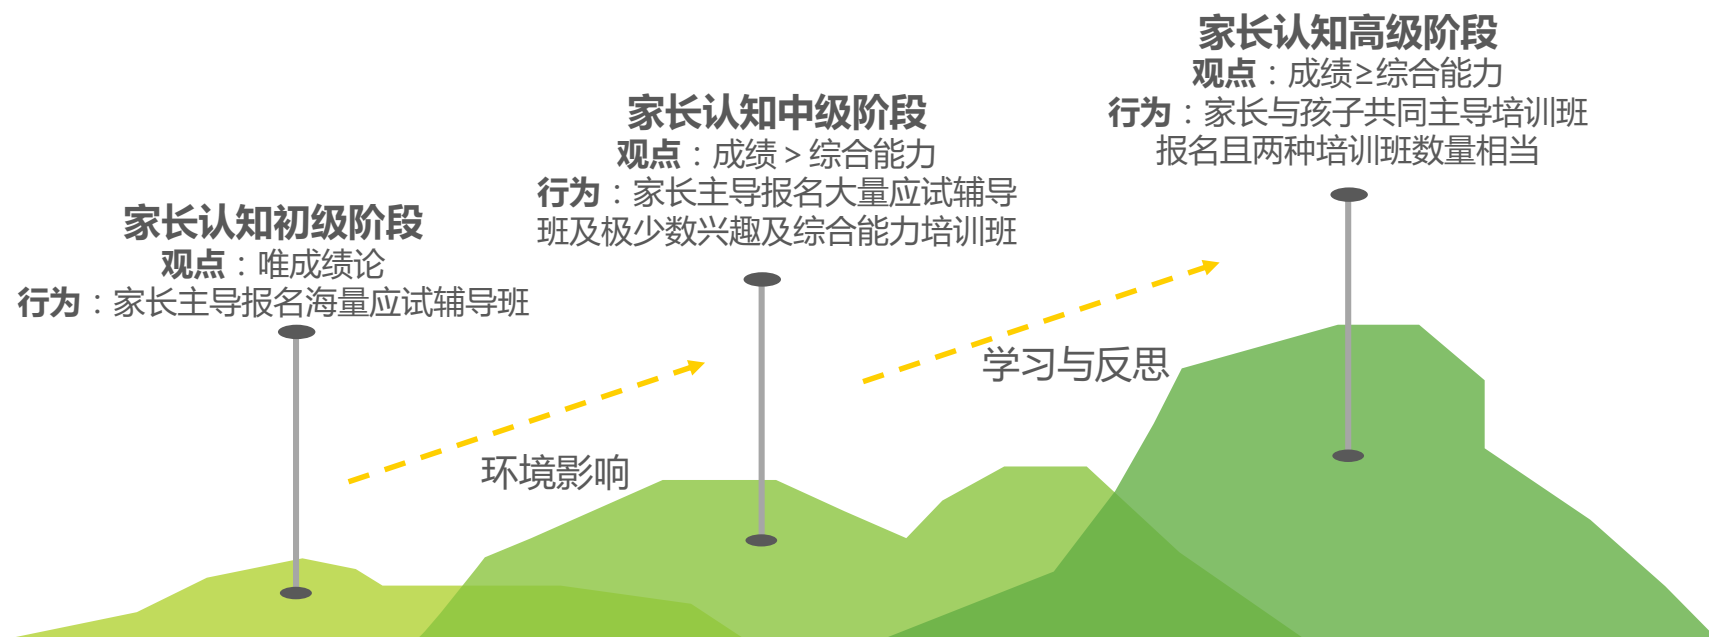 家长认知初级阶段
观点：唯成绩论
行为：家长主导报名海量应试辅导班
环境影响
家长认知中级阶段
观点：成绩 > 综合能力
行为：家长主导报名大量应试辅导
班及极少数兴趣及综合能力培训班
学习与反思
家长认知高级阶段
观点：成绩≥综合能力
行为：家长与孩子共同主导培训班
报名且两种培训班数量相当